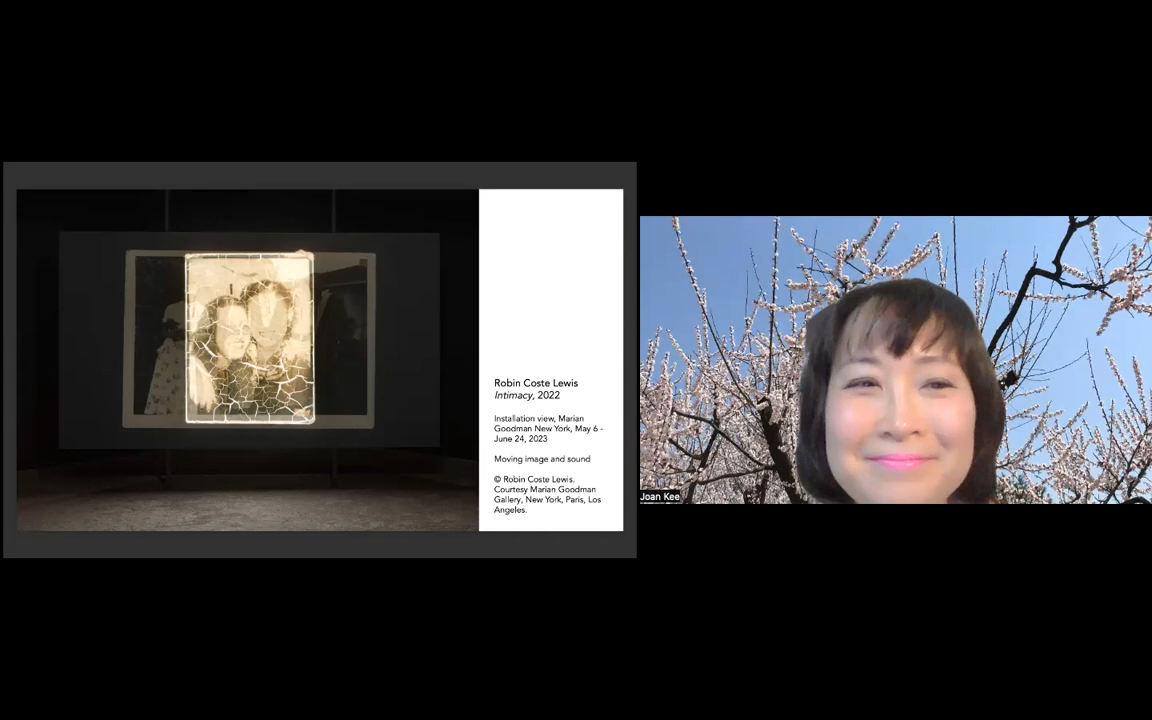 Robin Coste Lewis
Intimacy, 2022
Installation view, Marian
Goodman New York, May 6 -
June 24, 2023
Moving image and sound
© Robin Coste Lewis.
Courtesy Marian Goodman
Gallery, New York, Paris, Los
Angeles.
Joan Kee